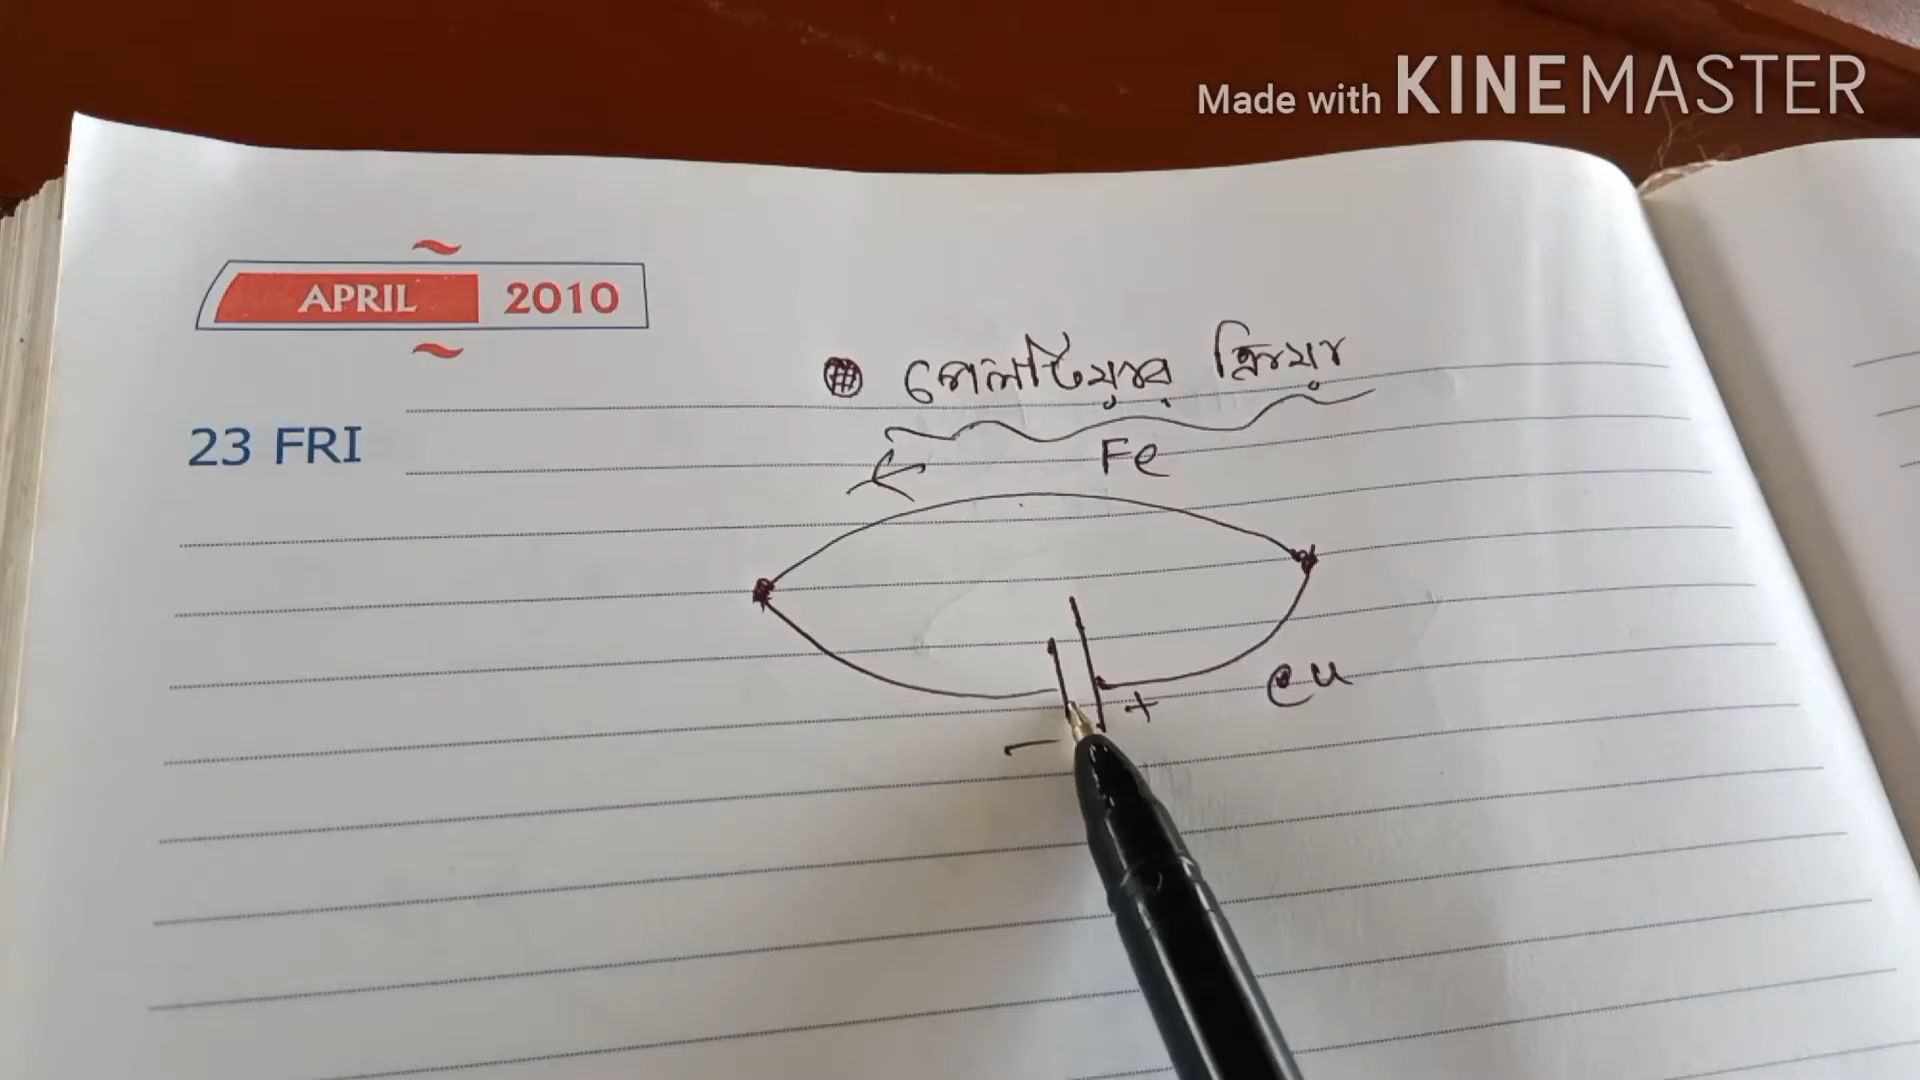 Made with KINEMASTER
APRIL 2010
পেলটিয়ার ক্রিয়া
23 FRI
Fe
Cu
+
−